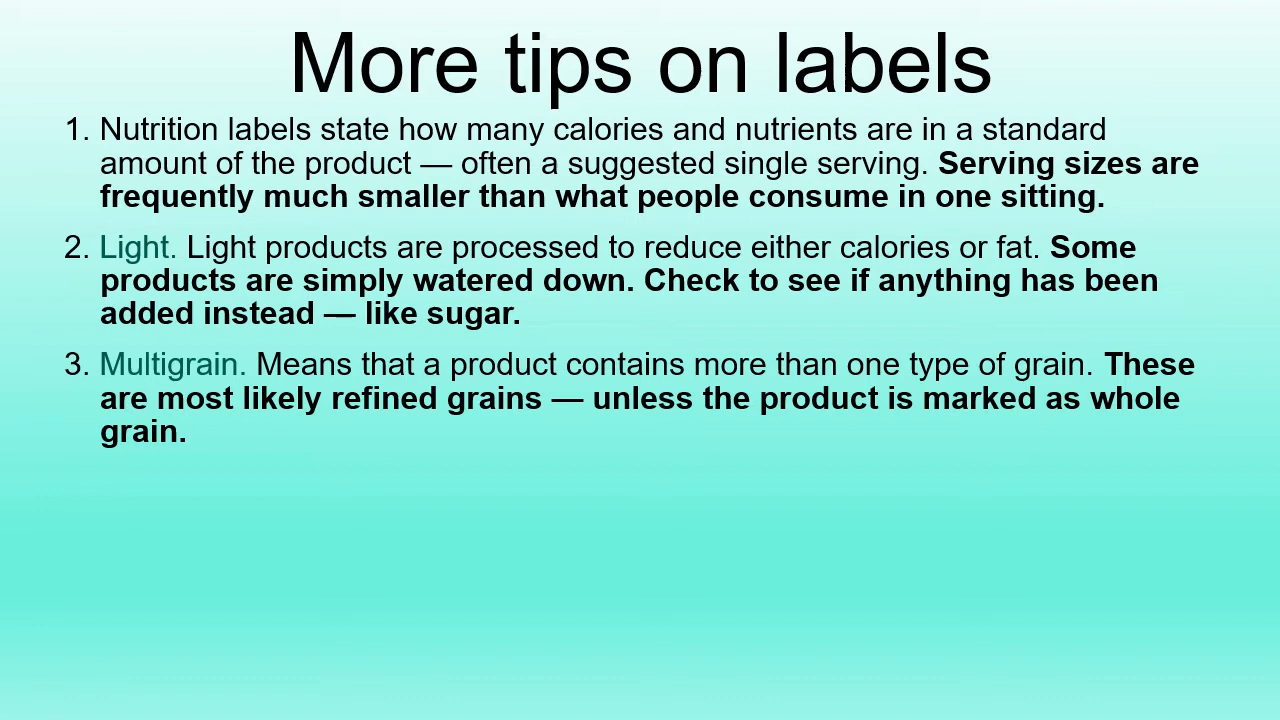 More tips on labels
1. Nutrition labels state how many calories and nutrients are in a standard
amount of the product — often a suggested single serving. Serving sizes are
frequently much smaller than what people consume in one sitting.
2. Light. Light products are processed to reduce either calories or fat. Some
products are simply watered down. Check to see if anything has been
added instead — like sugar.
3. Multigrain. Means that a product contains more than one type of grain. These
are most likely refined grains — unless the product is marked as whole
grain.